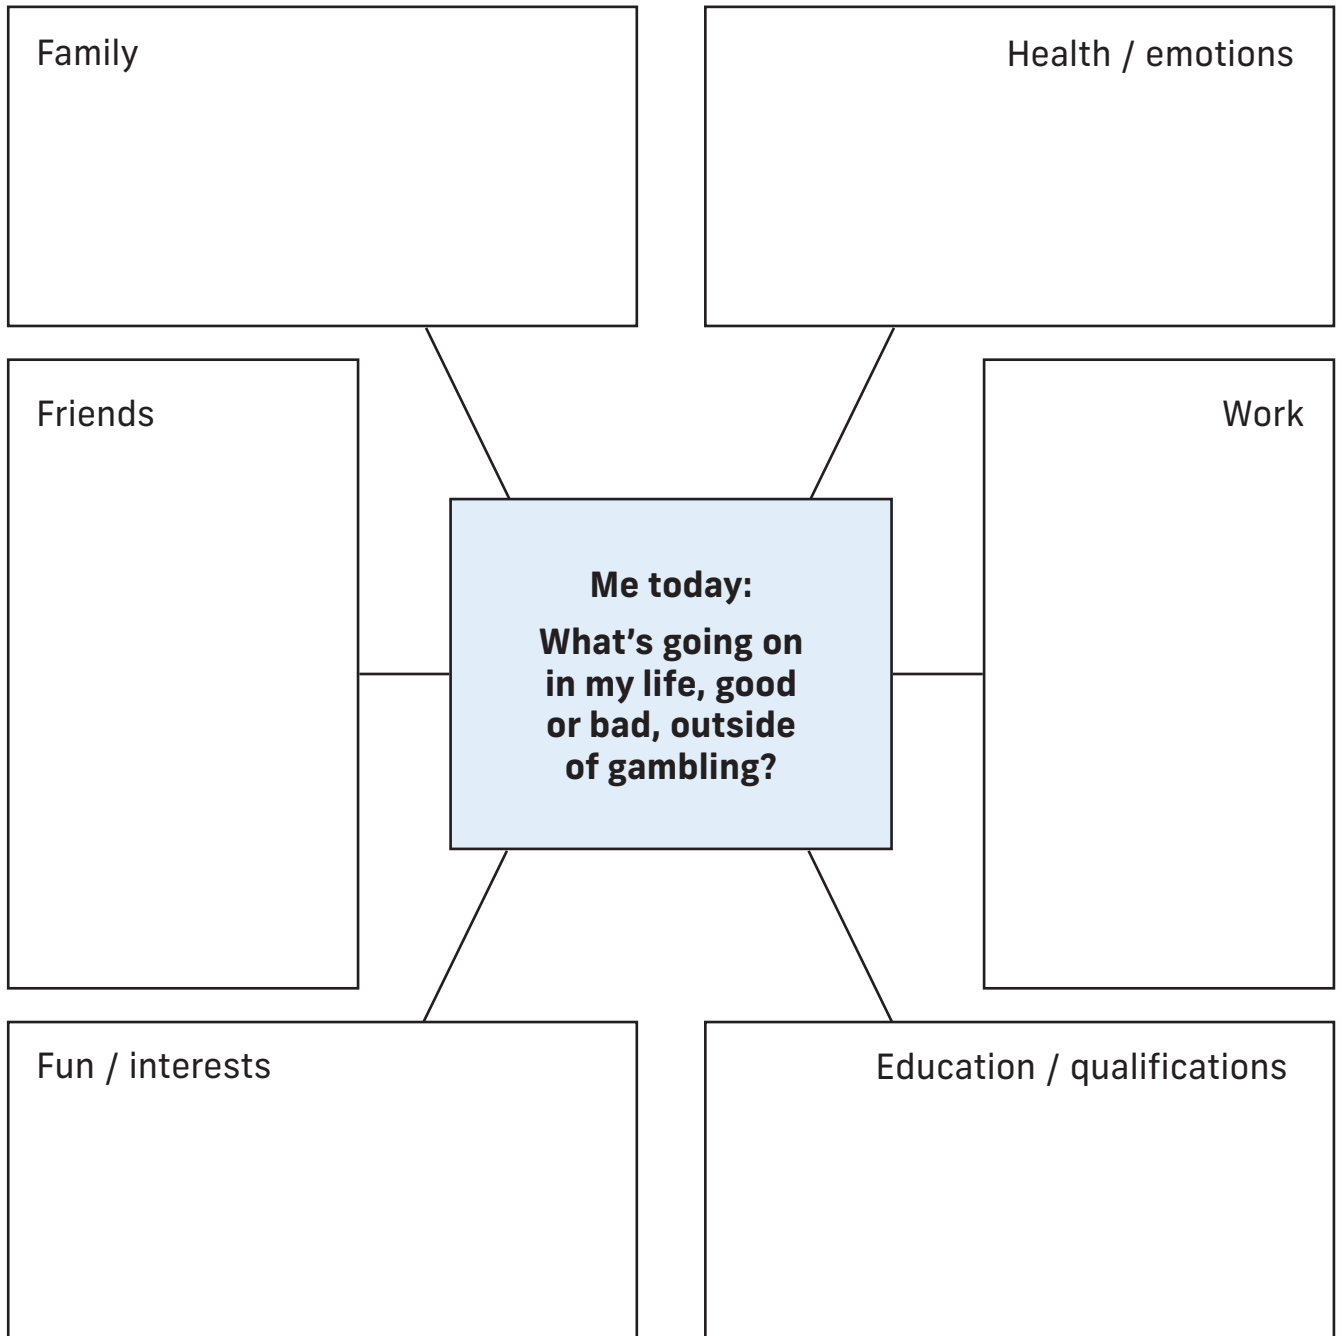 Family
Health / emotions
Friends
Work
Me today:
What’s going on
in my life, good
or bad, outside
of gambling?
Fun / interests
Education / qualifications